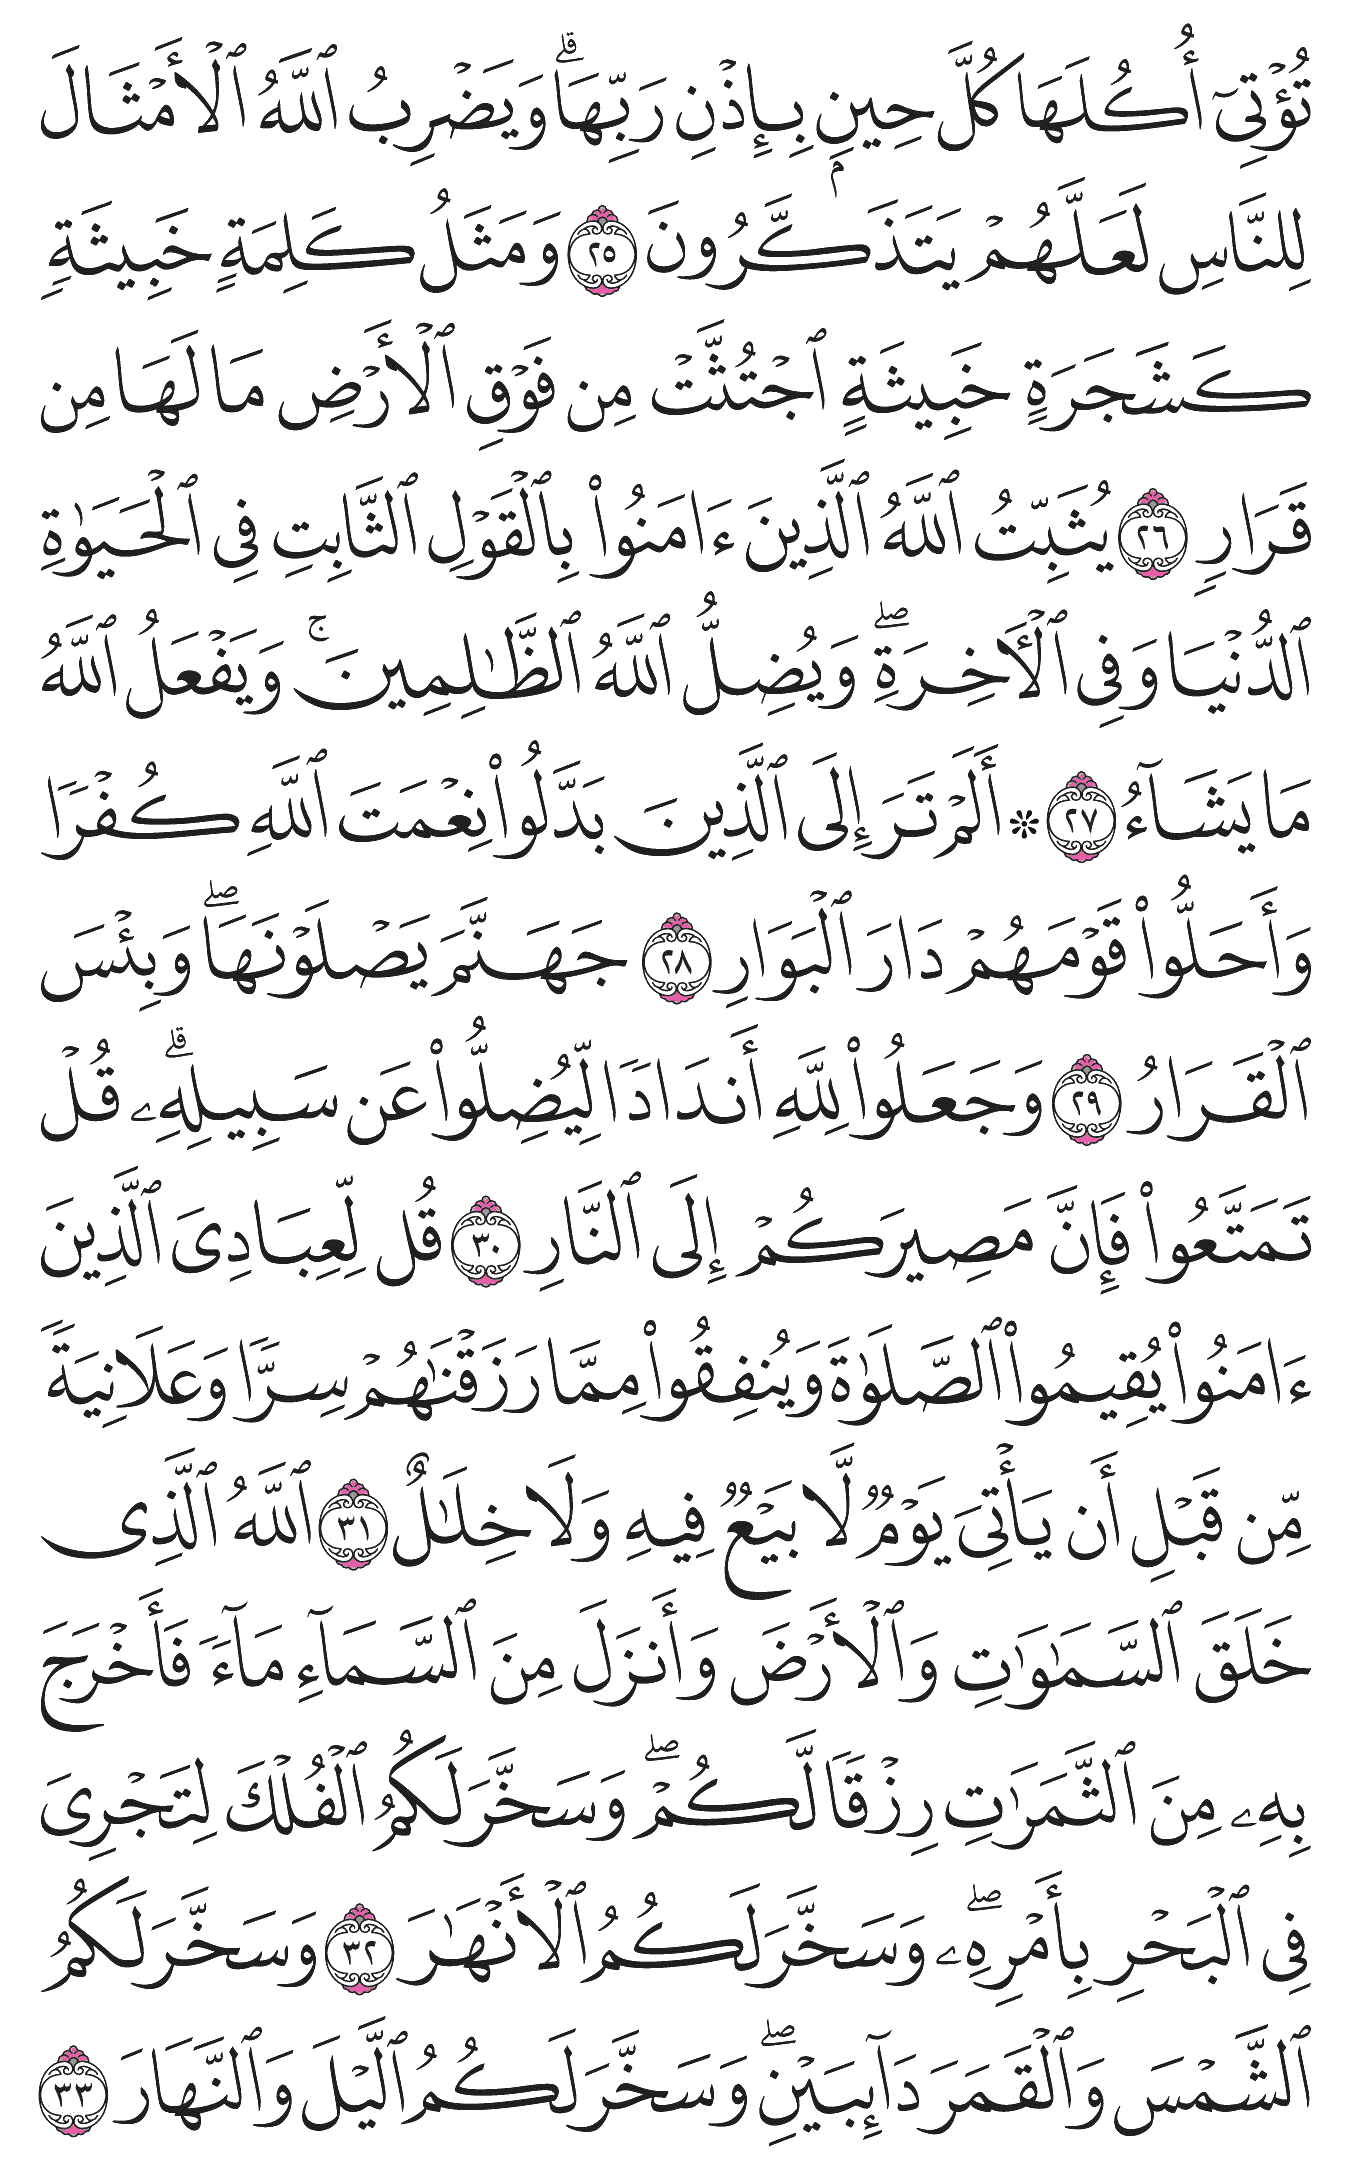 تُؤْتِىٓ أُكُلَهَا كُلَّ حِينٍۭ بِإِذْنِ رَبِّهَاۗ وَيَضْرِبُ ٱللَّهُ ٱلْأَمْثَالَ
لِلنَّاسِ لَعَلَّهُمْ يَتَذَكَّرُونَ ٢٥ وَمَثَلُ كَلِمَةٍ خَبِيثَةٍ
كَشَجَرَةٍ خَبِيثَةٍ ٱجْتُثَّتْ مِن فَوْقِ ٱلْأَرْضِ مَا لَهَا مِن
قَرَارٍ ٢٦ يُثَبِّتُ ٱللَّهُ ٱلَّذِينَ ءَامَنُوا۟ بِٱلْقَوْلِ ٱلثَّابِتِ فِى ٱلْحَيَوٰةِ
ٱلدُّنْيَا وَفِى ٱلْـَٔاخِرَةِۖ وَيُضِلُّ ٱللَّهُ ٱلظَّـٰلِمِينَۚ وَيَفْعَلُ ٱللَّهُ
مَا يَشَآءُ ٢٧ ۞ أَلَمْ تَرَ إِلَى ٱلَّذِينَ بَدَّلُوا۟ نِعْمَتَ ٱللَّهِ كُفْرًا
وَأَحَلُّوا۟ قَوْمَهُمْ دَارَ ٱلْبَوَارِ ٢٨ جَهَنَّمَ يَصْلَوْنَهَاۖ وَبِئْسَ
ٱلْقَرَارُ ٢٩ وَجَعَلُوا۟ لِلَّهِ أَندَادًا لِّيُضِلُّوا۟ عَن سَبِيلِهِۦۗ قُلْ
تَمَتَّعُوا۟ فَإِنَّ مَصِيرَكُمْ إِلَى ٱلنَّارِ ٣٠ قُل لِّعِبَادِىَ ٱلَّذِينَ
ءَامَنُوا۟ يُقِيمُوا۟ ٱلصَّلَوٰةَ وَيُنفِقُوا۟ مِمَّا رَزَقْنَـٰهُمْ سِرًّا وَعَلَانِيَةً
مِّن قَبْلِ أَن يَأْتِىَ يَوْمٌ لَّا بَيْعٌ فِيهِ وَلَا خِلَـٰلٌ ٣١ ٱللَّهُ ٱلَّذِى
خَلَقَ ٱلسَّمَـٰوَٰتِ وَٱلْأَرْضَ وَأَنزَلَ مِنَ ٱلسَّمَآءِ مَآءً فَأَخْرَجَ
بِهِۦ مِنَ ٱلثَّمَرَٰتِ رِزْقًا لَّكُمْۖ وَسَخَّرَ لَكُمُ ٱلْفُلْكَ لِتَجْرِىَ
فِى ٱلْبَحْرِ بِأَمْرِهِۦۖ وَسَخَّرَ لَكُمُ ٱلْأَنْهَـٰرَ ٣٢ وَسَخَّرَ لَكُمُ
ٱلشَّمْسَ وَٱلْقَمَرَ دَآئِبَيْنِۖ وَسَخَّرَ لَكُمُ ٱلَّيْلَ وَٱلنَّهَارَ ٣٣